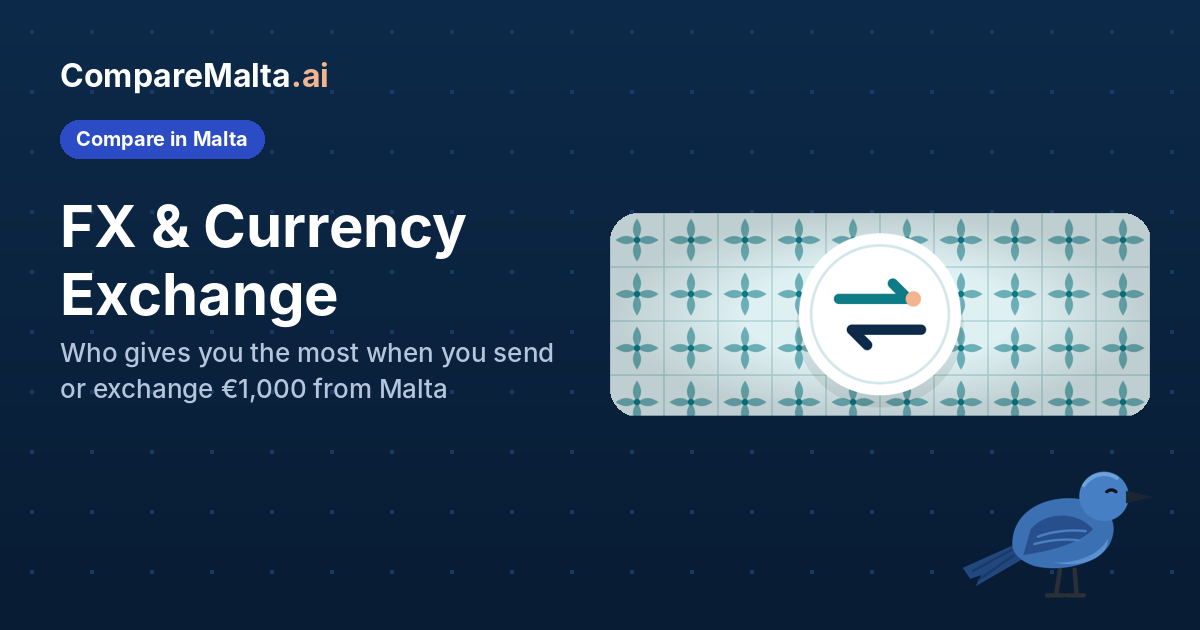 CompareMalta.ai
Compare in Malta
FX & Currency
Exchange
Who gives you the most when you send
or exchange €1,000 from Malta